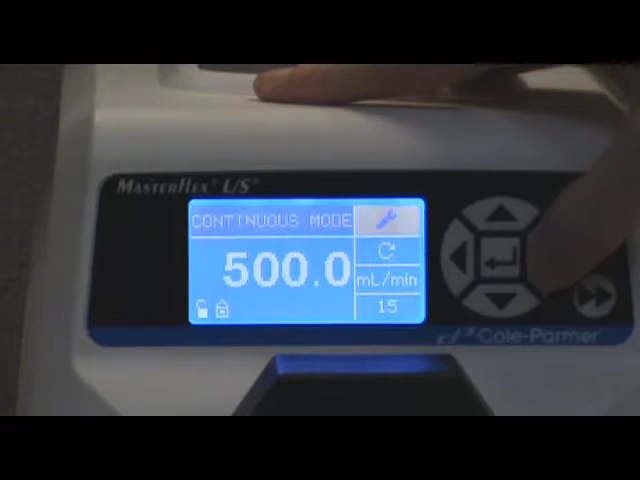 MASTERFLEX® L/S®
CONTINUOUS MODE
500.0
mL/min
15
Cole-Parmer